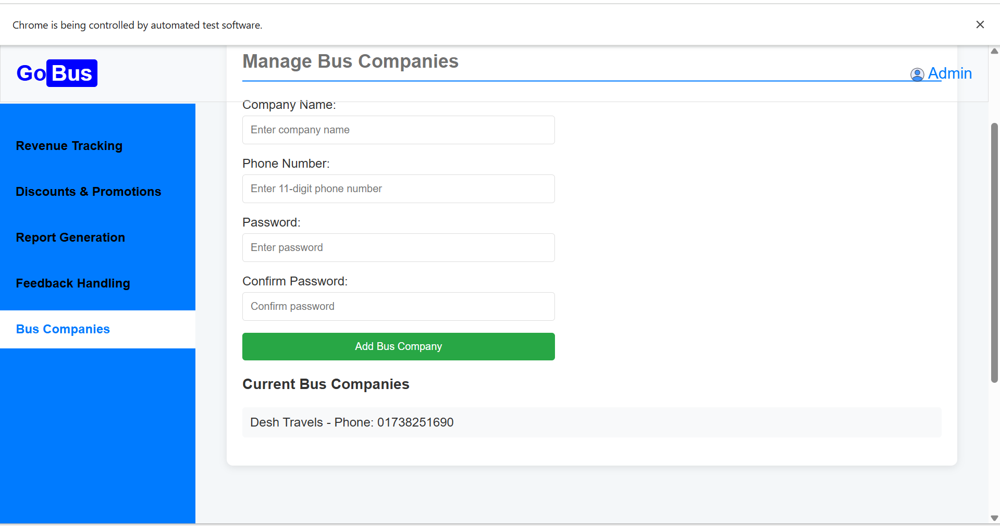 Chrome is being controlled by automated test software.
GoBus
Admin
Revenue Tracking
Discounts & Promotions
Report Generation
Feedback Handling
Bus Companies
Manage Bus Companies
Company Name:
Enter company name
Phone Number:
Enter 11-digit phone number
Password:
Enter password
Confirm Password:
Confirm password
Add Bus Company
Current Bus Companies
Desh Travels - Phone: 01738251690